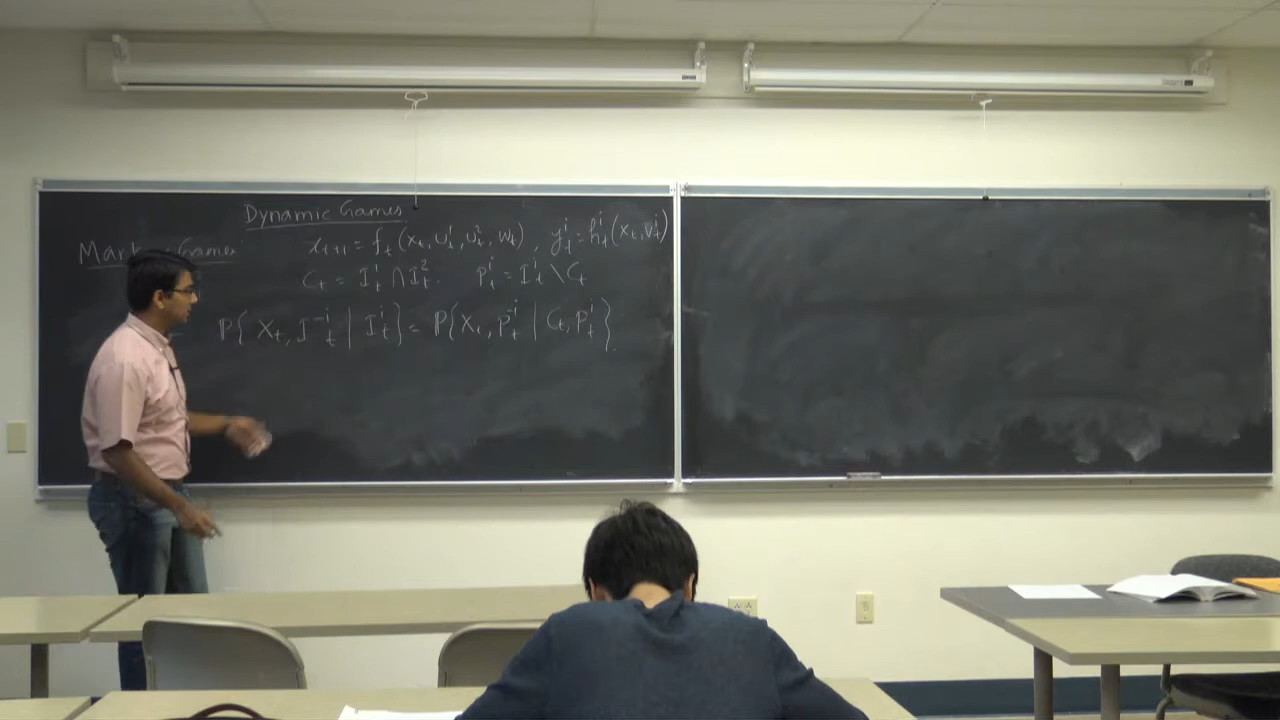 Dynamic Games
x_{t+1} = f_t(x_t, u_t^1, u_t^2, w_t), y_t^i = h_t^i(x_t, v_t^i)
Games:
C_t = I_t^1 ∩ I_t^2. P_t^i = I_t^i \ C_t
P{X_t, I_t^{-i} | I_t^i} = P{X_t, P_t^{-i} | C_t, P_t^i}.